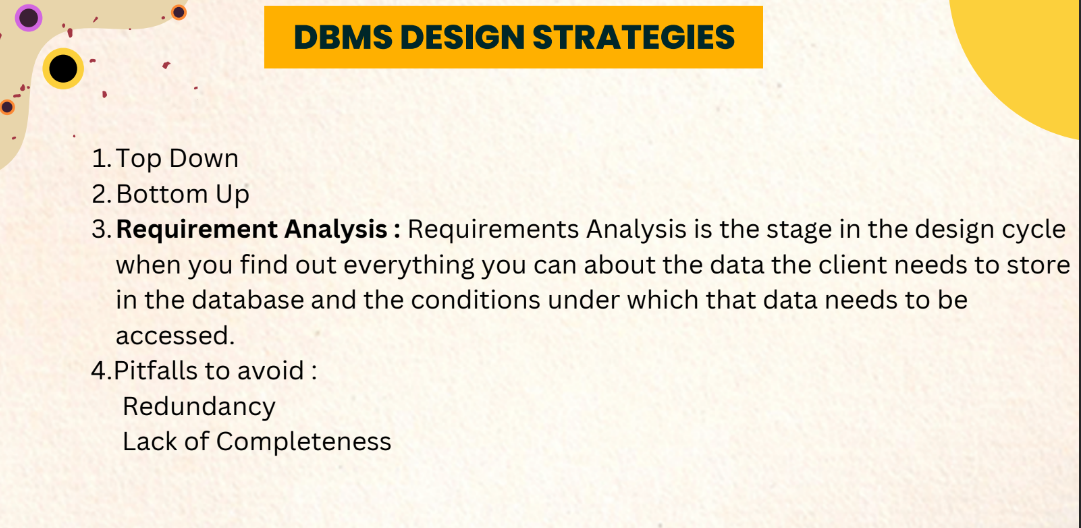 DBMS DESIGN STRATEGIES
1. Top Down
2. Bottom Up
3. Requirement Analysis : Requirements Analysis is the stage in the design cycle
when you find out everything you can about the data the client needs to store
in the database and the conditions under which that data needs to be
accessed.
4.Pitfalls to avoid :
Redundancy
Lack of Completeness